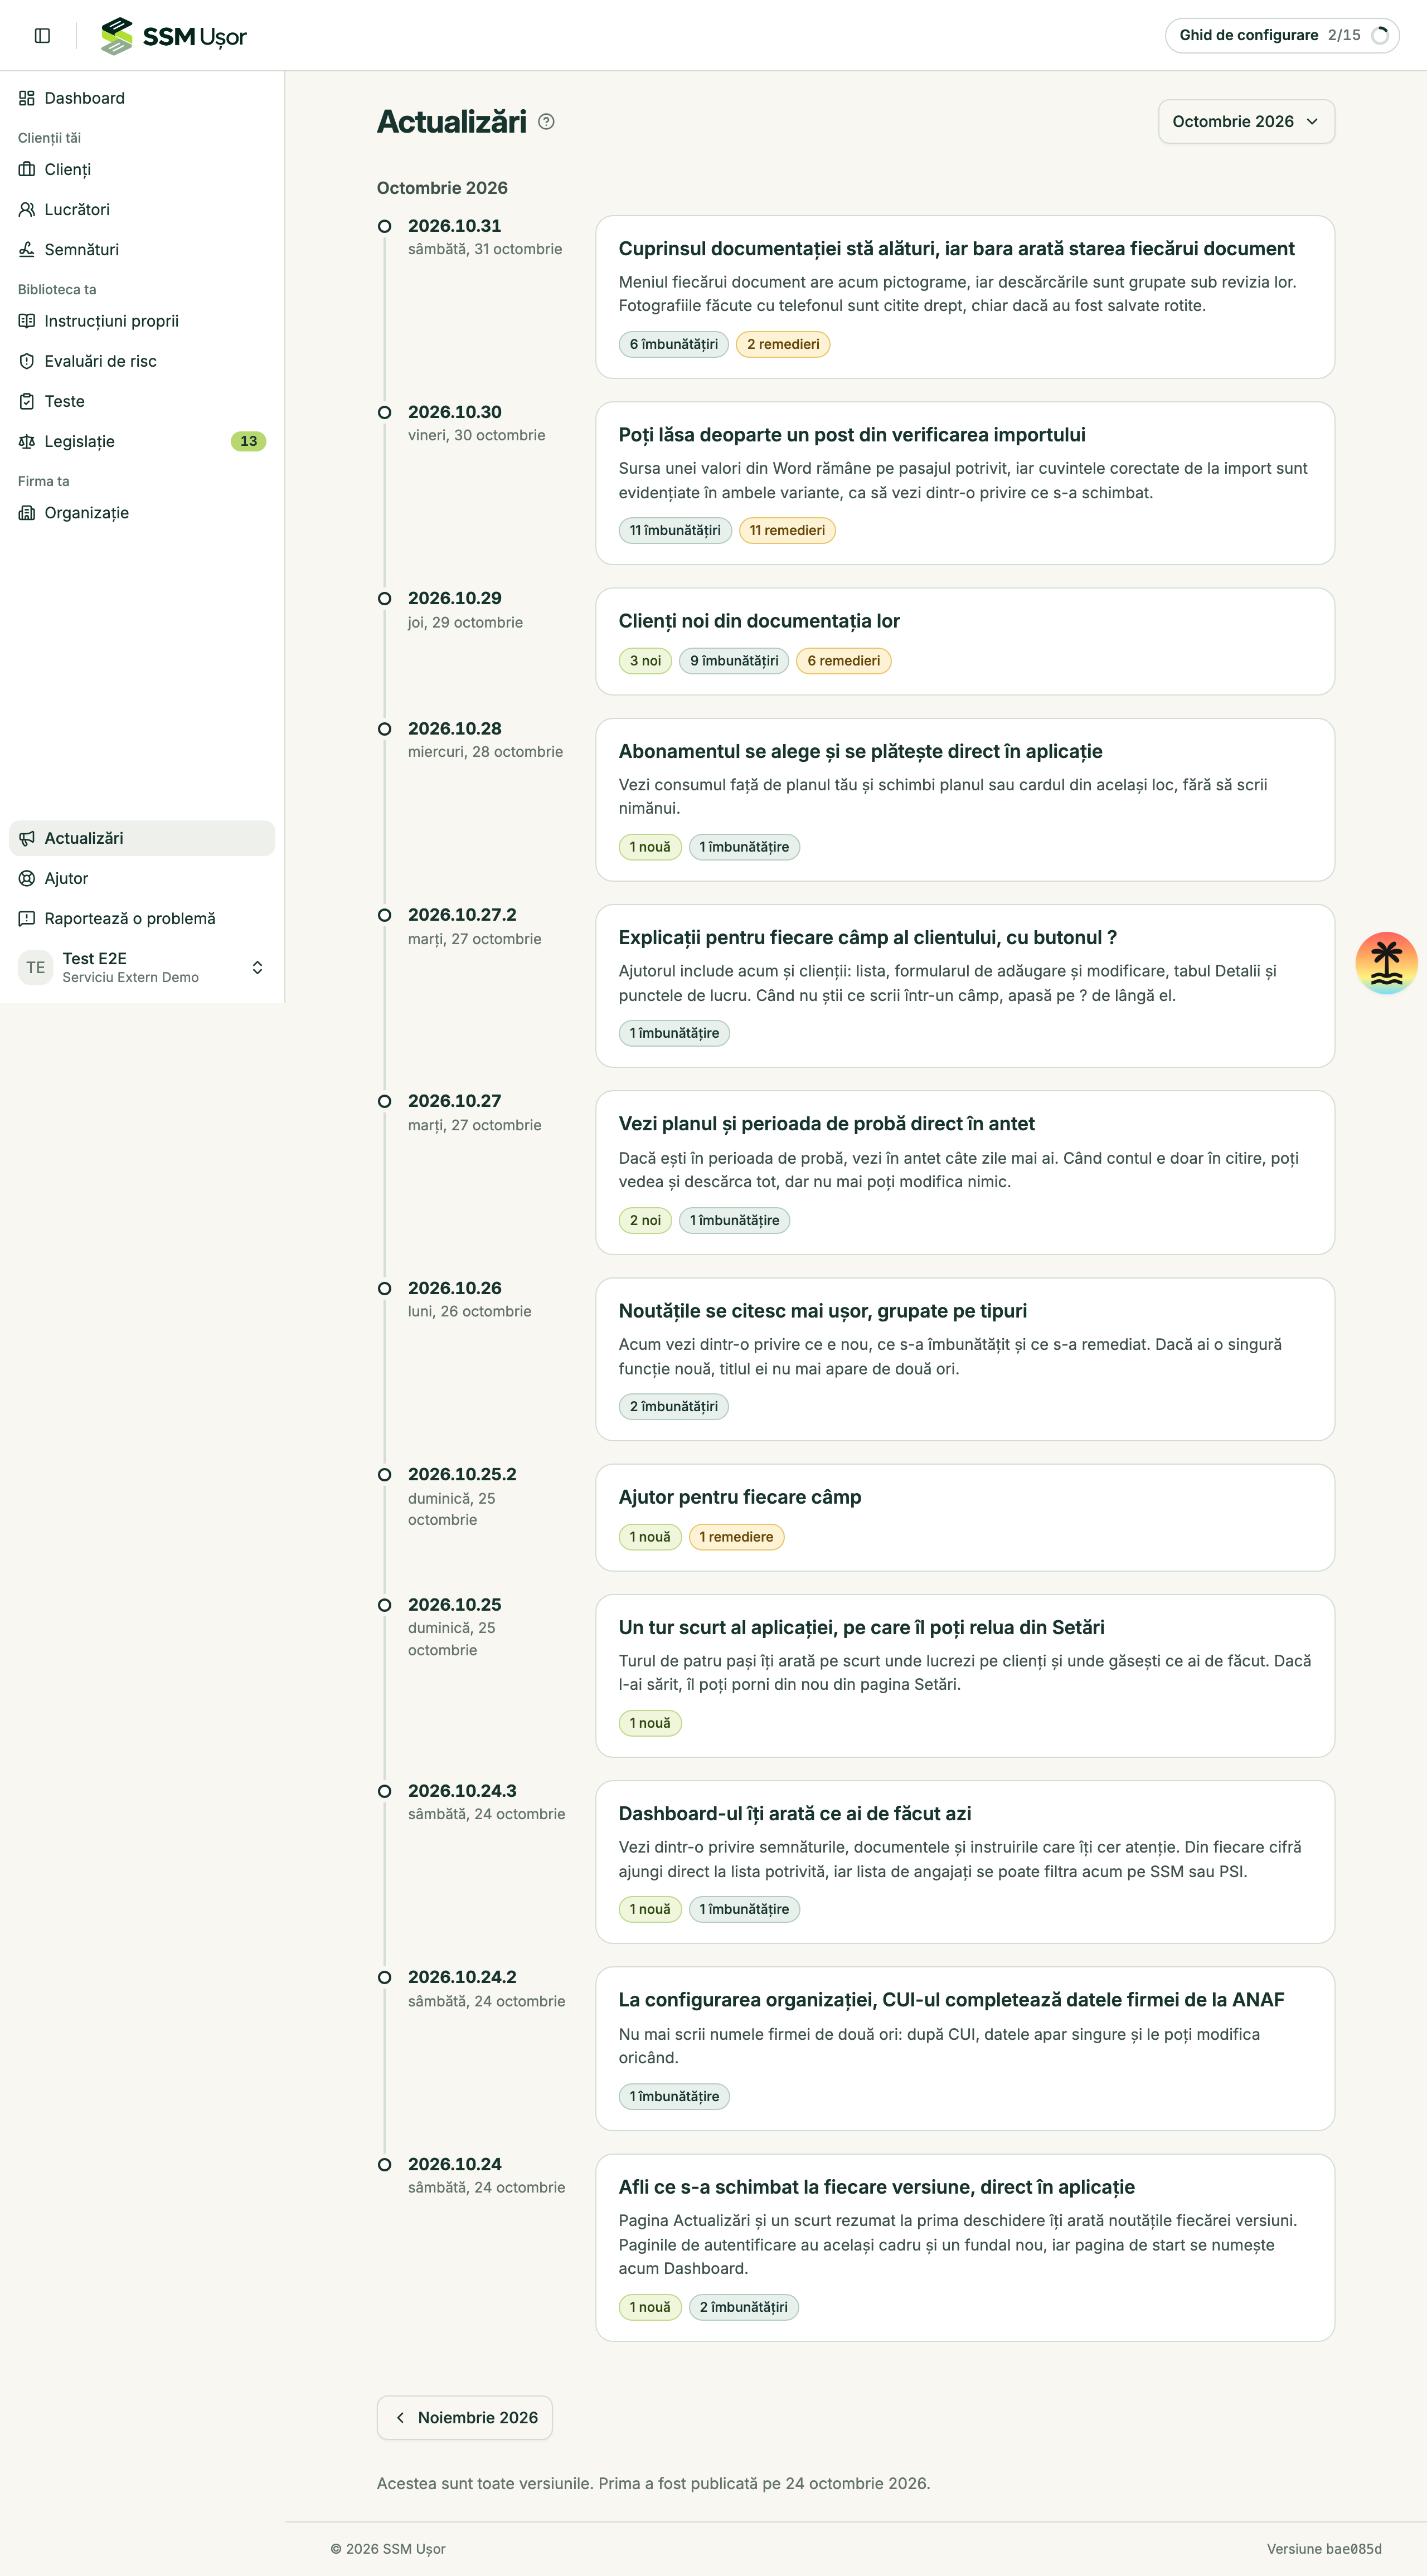 SSM Ușor
Ghid de configurare 2/15
Dashboard
Clienții tăi
Clienți
Lucrători
Semnături
Biblioteca ta
Instrucțiuni proprii
Evaluări de risc
Teste
Legislație 13
Firma ta
Organizație
Actualizări
Ajutor
Raportează o problemă
TE
Test E2E
Serviciu Extern Demo
Actualizări
Octombrie 2026
Octombrie 2026
2026.10.31
sâmbătă, 31 octombrie
Cuprinsul documentației stă alături, iar bara arată starea fiecărui document
Meniul fiecărui document are acum pictograme, iar descărcările sunt grupate sub revizia lor.
Fotografiile făcute cu telefonul sunt citite drept, chiar dacă au fost salvate rotite.
6 îmbunătățiri 2 remedieri
2026.10.30
vineri, 30 octombrie
Poți lăsa deoparte un post din verificarea importului
Sursa unei valori din Word rămâne pe pasajul potrivit, iar cuvintele corectate de la import sunt
evidențiate în ambele variante, ca să vezi dintr-o privire ce s-a schimbat.
11 îmbunătățiri 11 remedieri
2026.10.29
joi, 29 octombrie
Clienți noi din documentația lor
3 noi 9 îmbunătățiri 6 remedieri
2026.10.28
miercuri, 28 octombrie
Abonamentul se alege și se plătește direct în aplicație
Vezi consumul față de planul tău și schimbi planul sau cardul din același loc, fără să scrii
nimănui.
1 nouă 1 îmbunătățire
2026.10.27.2
marți, 27 octombrie
Explicații pentru fiecare câmp al clientului, cu butonul ?
Ajutorul include acum și clienții: lista, formularul de adăugare și modificare, tabul Detalii și
punctele de lucru. Când nu știi ce scrii într-un câmp, apasă pe ? de lângă el.
1 îmbunătățire
2026.10.27
marți, 27 octombrie
Vezi planul și perioada de probă direct în antet
Dacă ești în perioada de probă, vezi în antet câte zile mai ai. Când contul e doar în citire, poți
vedea și descărca tot, dar nu mai poți modifica nimic.
2 noi 1 îmbunătățire
2026.10.26
luni, 26 octombrie
Noutățile se citesc mai ușor, grupate pe tipuri
Acum vezi dintr-o privire ce e nou, ce s-a îmbunătățit și ce s-a remediat. Dacă ai o singură
funcție nouă, titlul ei nu mai apare de două ori.
2 îmbunătățiri
2026.10.25.2
duminică, 25
octombrie
Ajutor pentru fiecare câmp
1 nouă 1 remediere
2026.10.25
duminică, 25
octombrie
Un tur scurt al aplicației, pe care îl poți relua din Setări
Turul de patru pași îți arată pe scurt unde lucrezi pe clienți și unde găsești ce ai de făcut. Dacă
l-ai sărit, îl poți porni din nou din pagina Setări.
1 nouă
2026.10.24.3
sâmbătă, 24 octombrie
Dashboard-ul îți arată ce ai de făcut azi
Vezi dintr-o privire semnăturile, documentele și instruirile care îți cer atenție. Din fiecare cifră
ajungi direct la lista potrivită, iar lista de angajați se poate filtra acum pe SSM sau PSI.
1 nouă 1 îmbunătățire
2026.10.24.2
sâmbătă, 24 octombrie
La configurarea organizației, CUI-ul completează datele firmei de la ANAF
Nu mai scrii numele firmei de două ori: după CUI, datele apar singure și le poți modifica
oricând.
1 îmbunătățire
2026.10.24
sâmbătă, 24 octombrie
Afli ce s-a schimbat la fiecare versiune, direct în aplicație
Pagina Actualizări și un scurt rezumat la prima deschidere îți arată noutățile fiecărei versiuni.
Paginile de autentificare au același cadru și un fundal nou, iar pagina de start se numește
acum Dashboard.
1 nouă 2 îmbunătățiri
Noiembrie 2026
Acestea sunt toate versiunile. Prima a fost publicată pe 24 octombrie 2026.
© 2026 SSM Ușor
Versiune bae085d